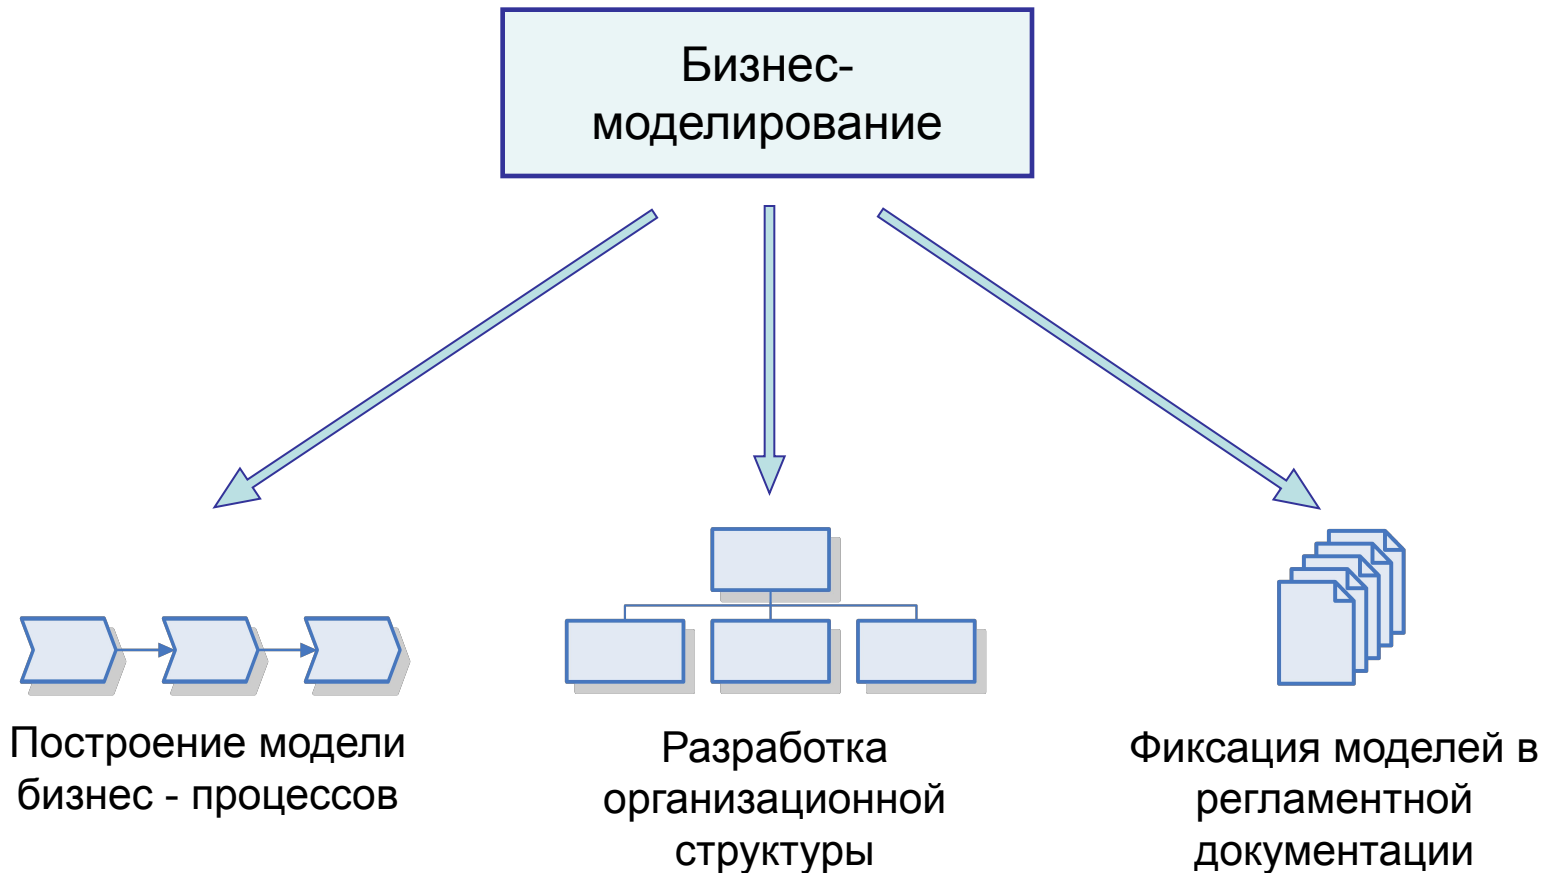 Бизнес-
моделирование
Построение модели
бизнес - процессов
Разработка
организационной
структуры
Фиксация моделей в
регламентной
документации